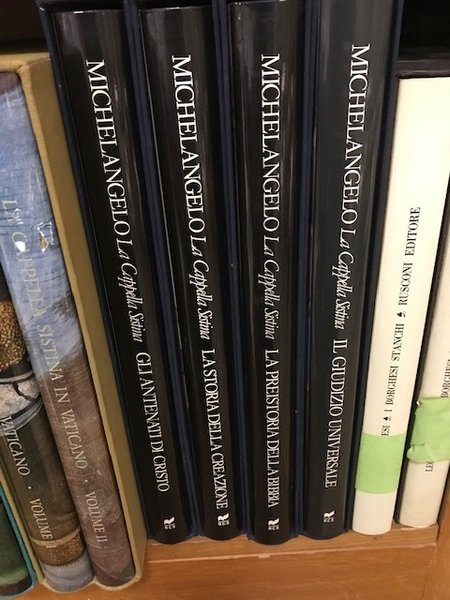 VATICANO · VOLUME I
LA CAPPELLA SISTINA IN VATICANO · VOLUME II
MICHELANGELO La Cappella Sistina GLI ANTENATI DI CRISTO
RCS
MICHELANGELO La Cappella Sistina LA STORIA DELLA CREAZIONE
RCS
MICHELANGELO La Cappella Sistina LA PREISTORIA DELLA BIBBIA
RCS
MICHELANGELO La Cappella Sistina IL GIUDIZIO UNIVERSALE
RCS
ESI I BORGHESI STANCHI RUSCONI EDITORE